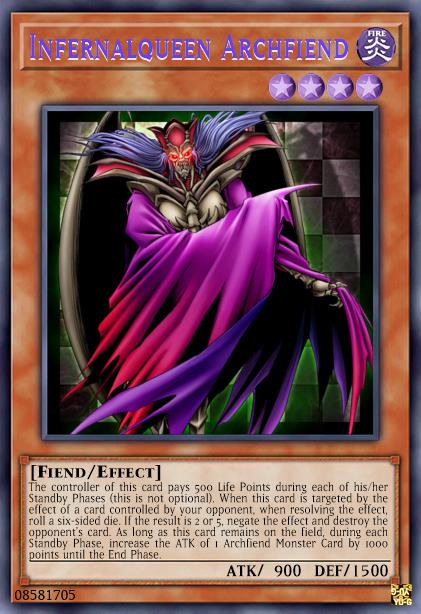 Infernalqueen Archfiend
FIRE
炎
[Fiend/Effect]
The controller of this card pays 500 Life Points during each of his/her
Standby Phases (this is not optional). When this card is targeted by the
effect of a card controlled by your opponent, when resolving the effect,
roll a six-sided die. If the result is 2 or 5, negate the effect and destroy the
opponent's card. As long as this card remains on the field, during each
Standby Phase, increase the ATK of 1 Archfiend Monster Card by 1000
points until the End Phase.
ATK/ 900 DEF/1500
08581705